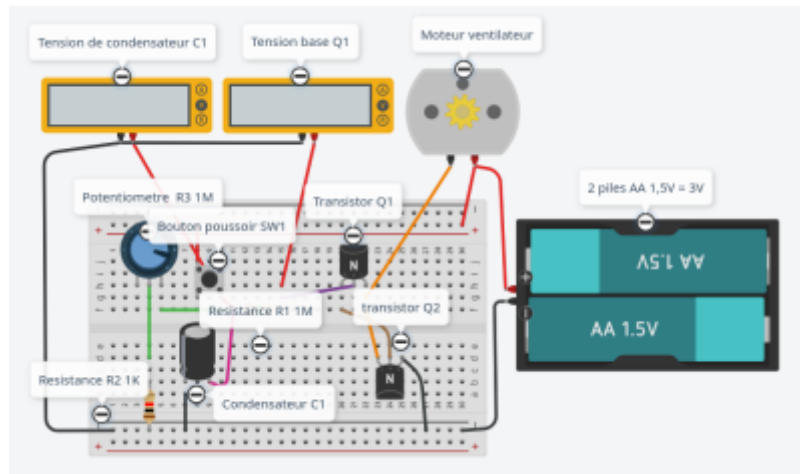 Tension de condensateur C1
Tension base Q1
Moteur ventilateur
Potentiometre R3 1M
Bouton poussoir SW1
Transistor Q1
2 piles AA 1,5V = 3V
N
AA 1.5V
Resistance R1 1M
transistor Q2
AA 1.5V
Resistance R2 1K
N
Condensateur C1